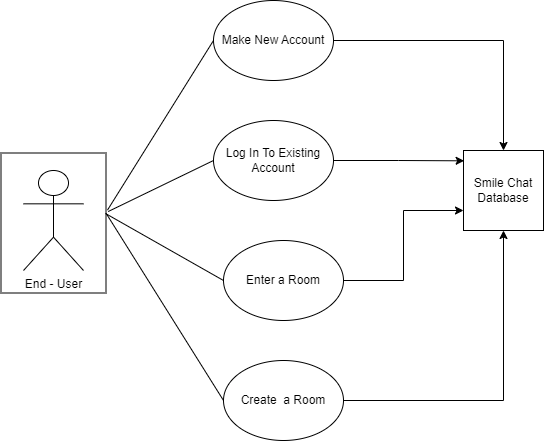 Make New Account
Log In To Existing
Account
Smile Chat
Database
End - User
Enter a Room
Create a Room